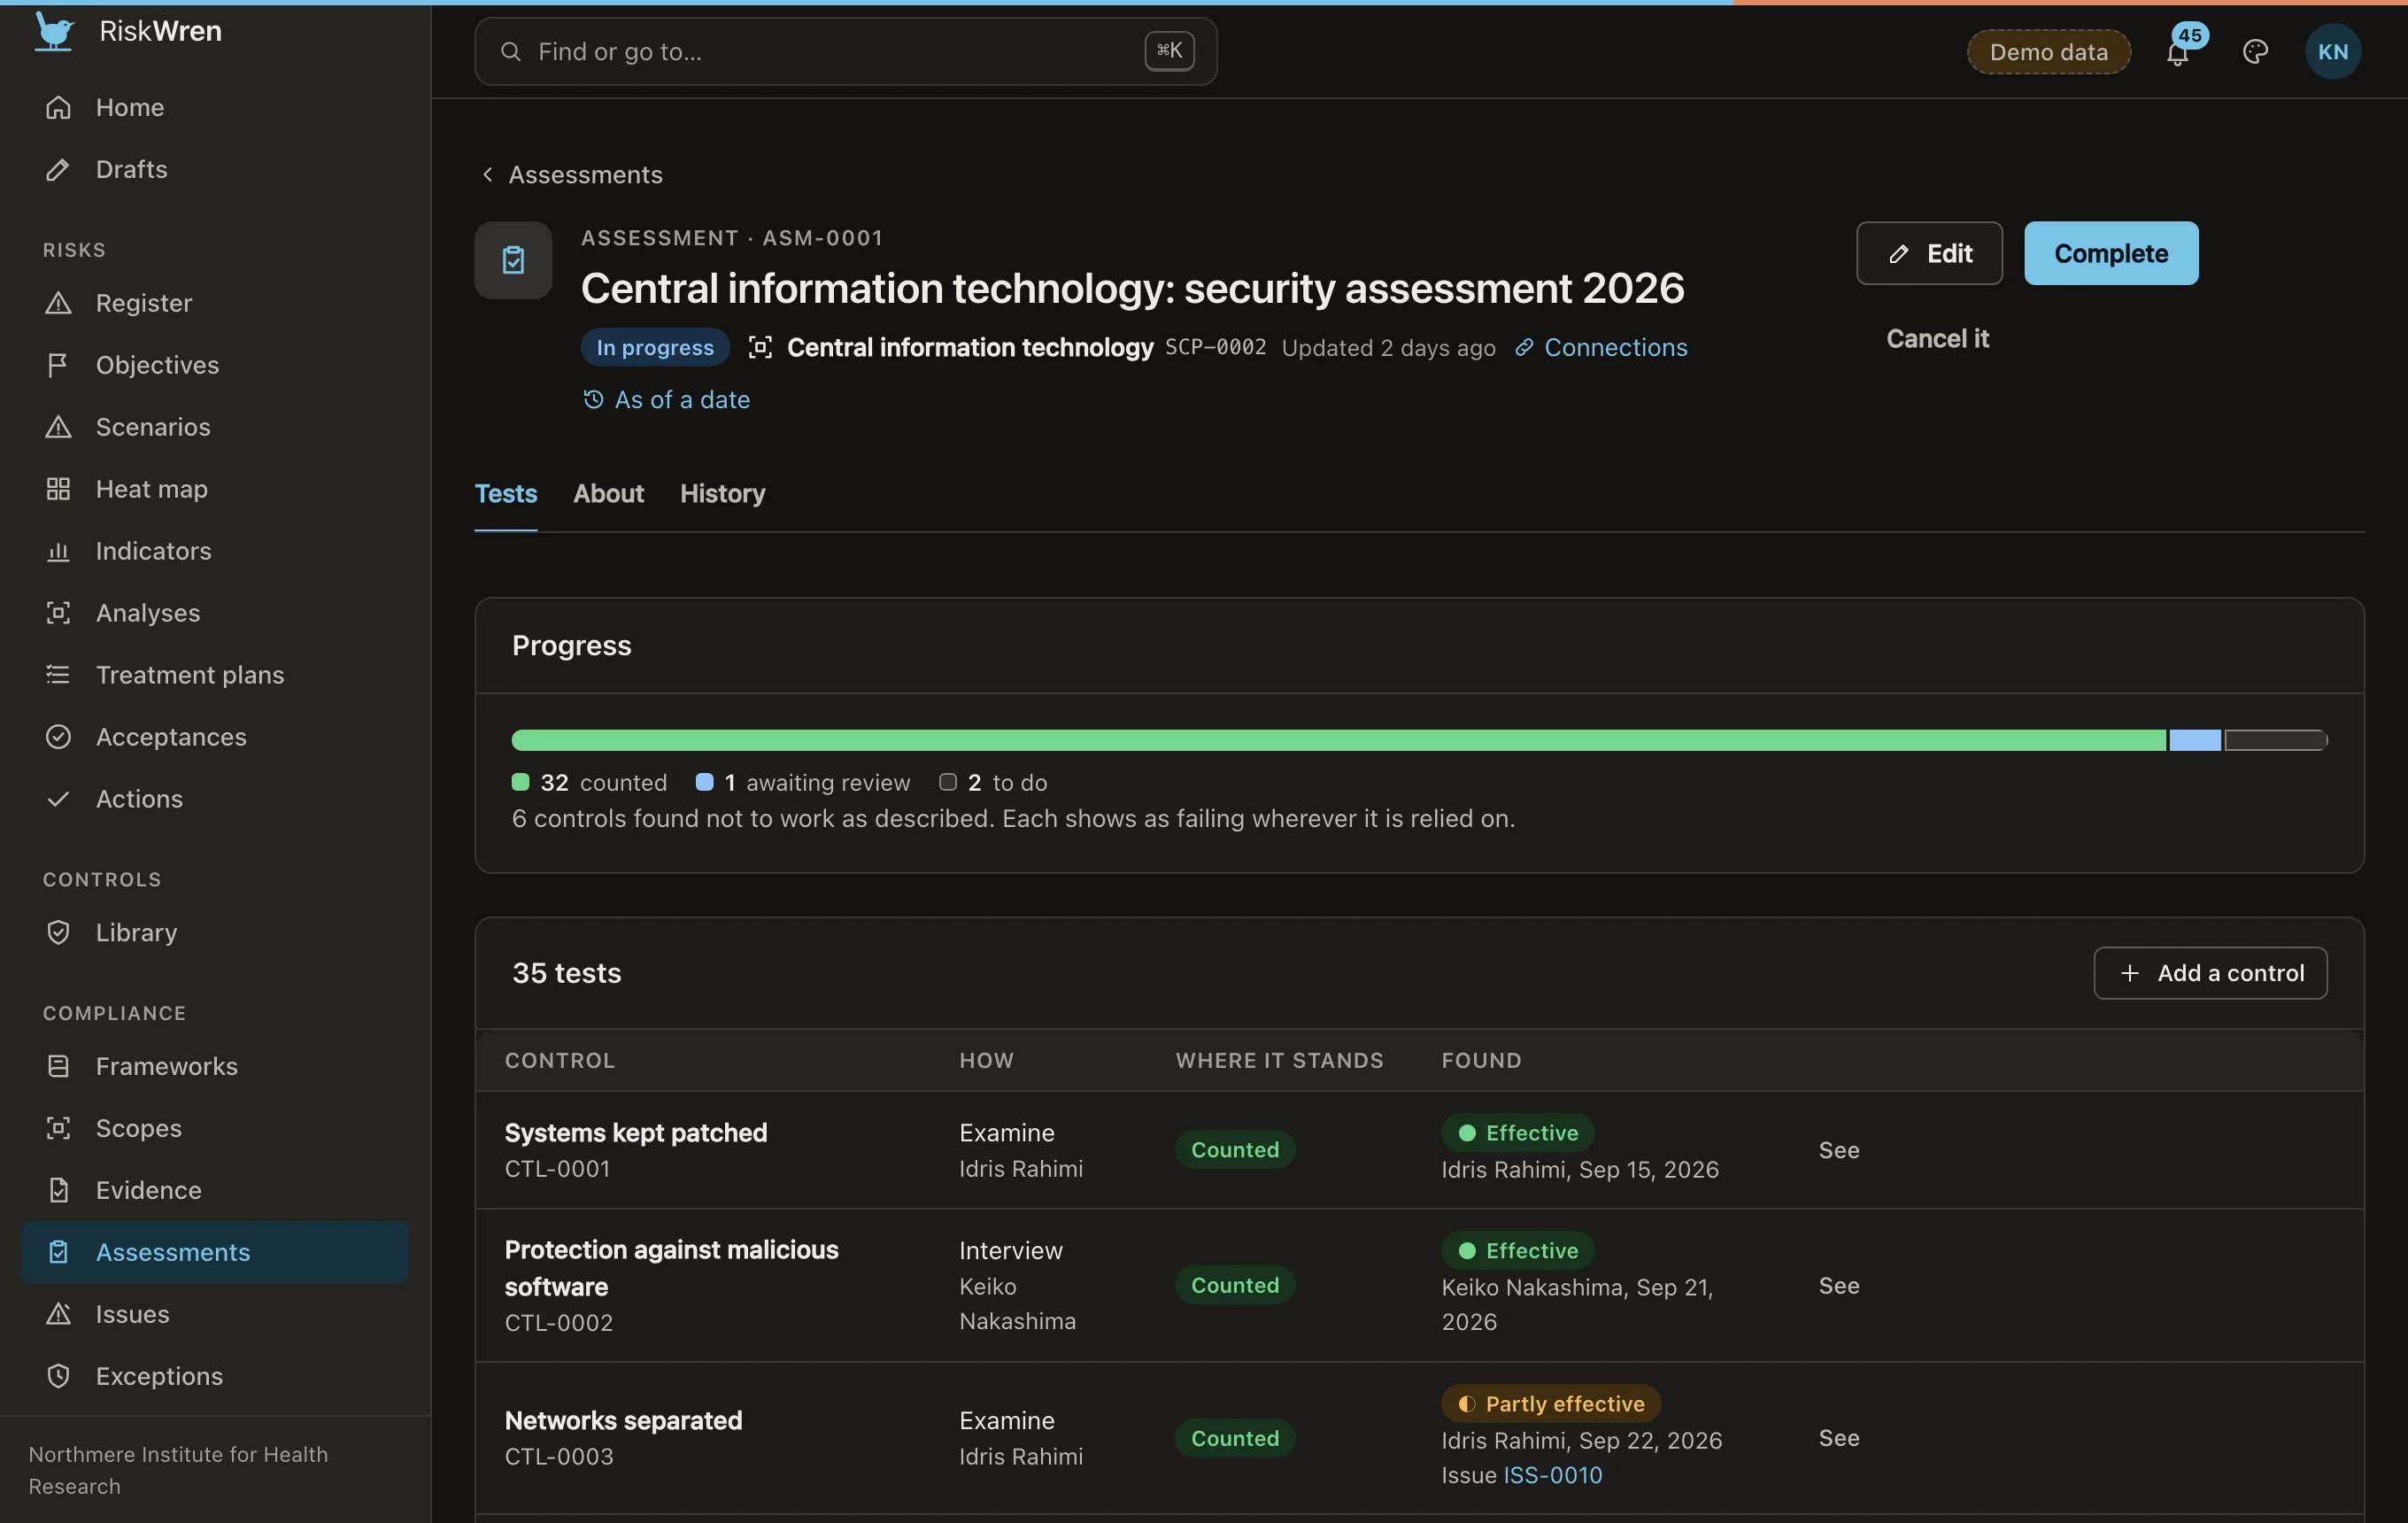 RiskWren
Find or go to...
⌘K
Demo data
45
KN
Home
Drafts
RISKS
Register
Objectives
Scenarios
Heat map
Indicators
Analyses
Treatment plans
Acceptances
Actions
CONTROLS
Library
COMPLIANCE
Frameworks
Scopes
Evidence
Assessments
Issues
Exceptions
Northmere Institute for Health
Research
Assessments
ASSESSMENT · ASM-0001
Central information technology: security assessment 2026
Edit
Complete
Cancel it
In progress
Central information technology SCP-0002 Updated 2 days ago Connections
As of a date
Tests
About
History
Progress
32 counted 1 awaiting review 2 to do
6 controls found not to work as described. Each shows as failing wherever it is relied on.
35 tests
Add a control
CONTROL HOW WHERE IT STANDS FOUND
Systems kept patched
CTL-0001
Examine
Idris Rahimi
Counted
Effective
Idris Rahimi, Sep 15, 2026
See
Protection against malicious
software
CTL-0002
Interview
Keiko
Nakashima
Counted
Effective
Keiko Nakashima, Sep 21,
2026
See
Networks separated
CTL-0003
Examine
Idris Rahimi
Counted
Partly effective
Idris Rahimi, Sep 22, 2026
Issue ISS-0010
See